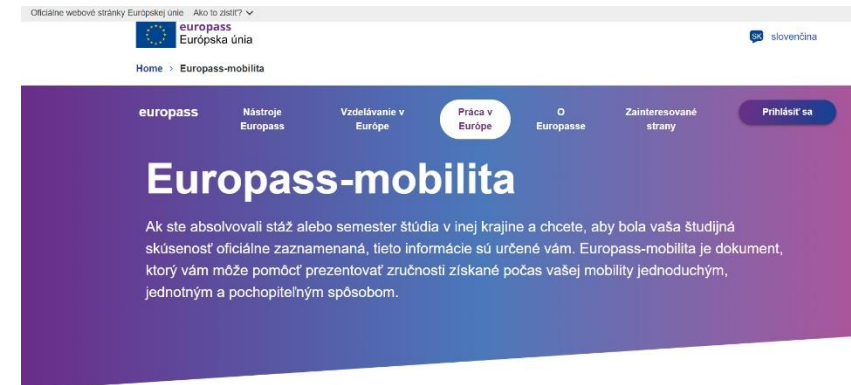 Oficiálne webové stránky Európskej únie Ako to zistiť?
europass
Európska únia
SK slovenčina
Home > Europass-mobilita
europass
Nástroje
Europass
Vzdelávanie v
Európe
Práca v
Európe
O
Europasse
Zainteresované
strany
Prihlásiť sa
Europass-mobilita
Ak ste absolvovali stáž alebo semester štúdia v inej krajine a chcete, aby bola vaša študijná
skúsenosť oficiálne zaznamenaná, tieto informácie sú určené vám. Europass-mobilita je dokument,
ktorý vám môže pomôcť prezentovať zručnosti získané počas vašej mobility jednoduchým,
jednotným a pochopiteľným spôsobom.